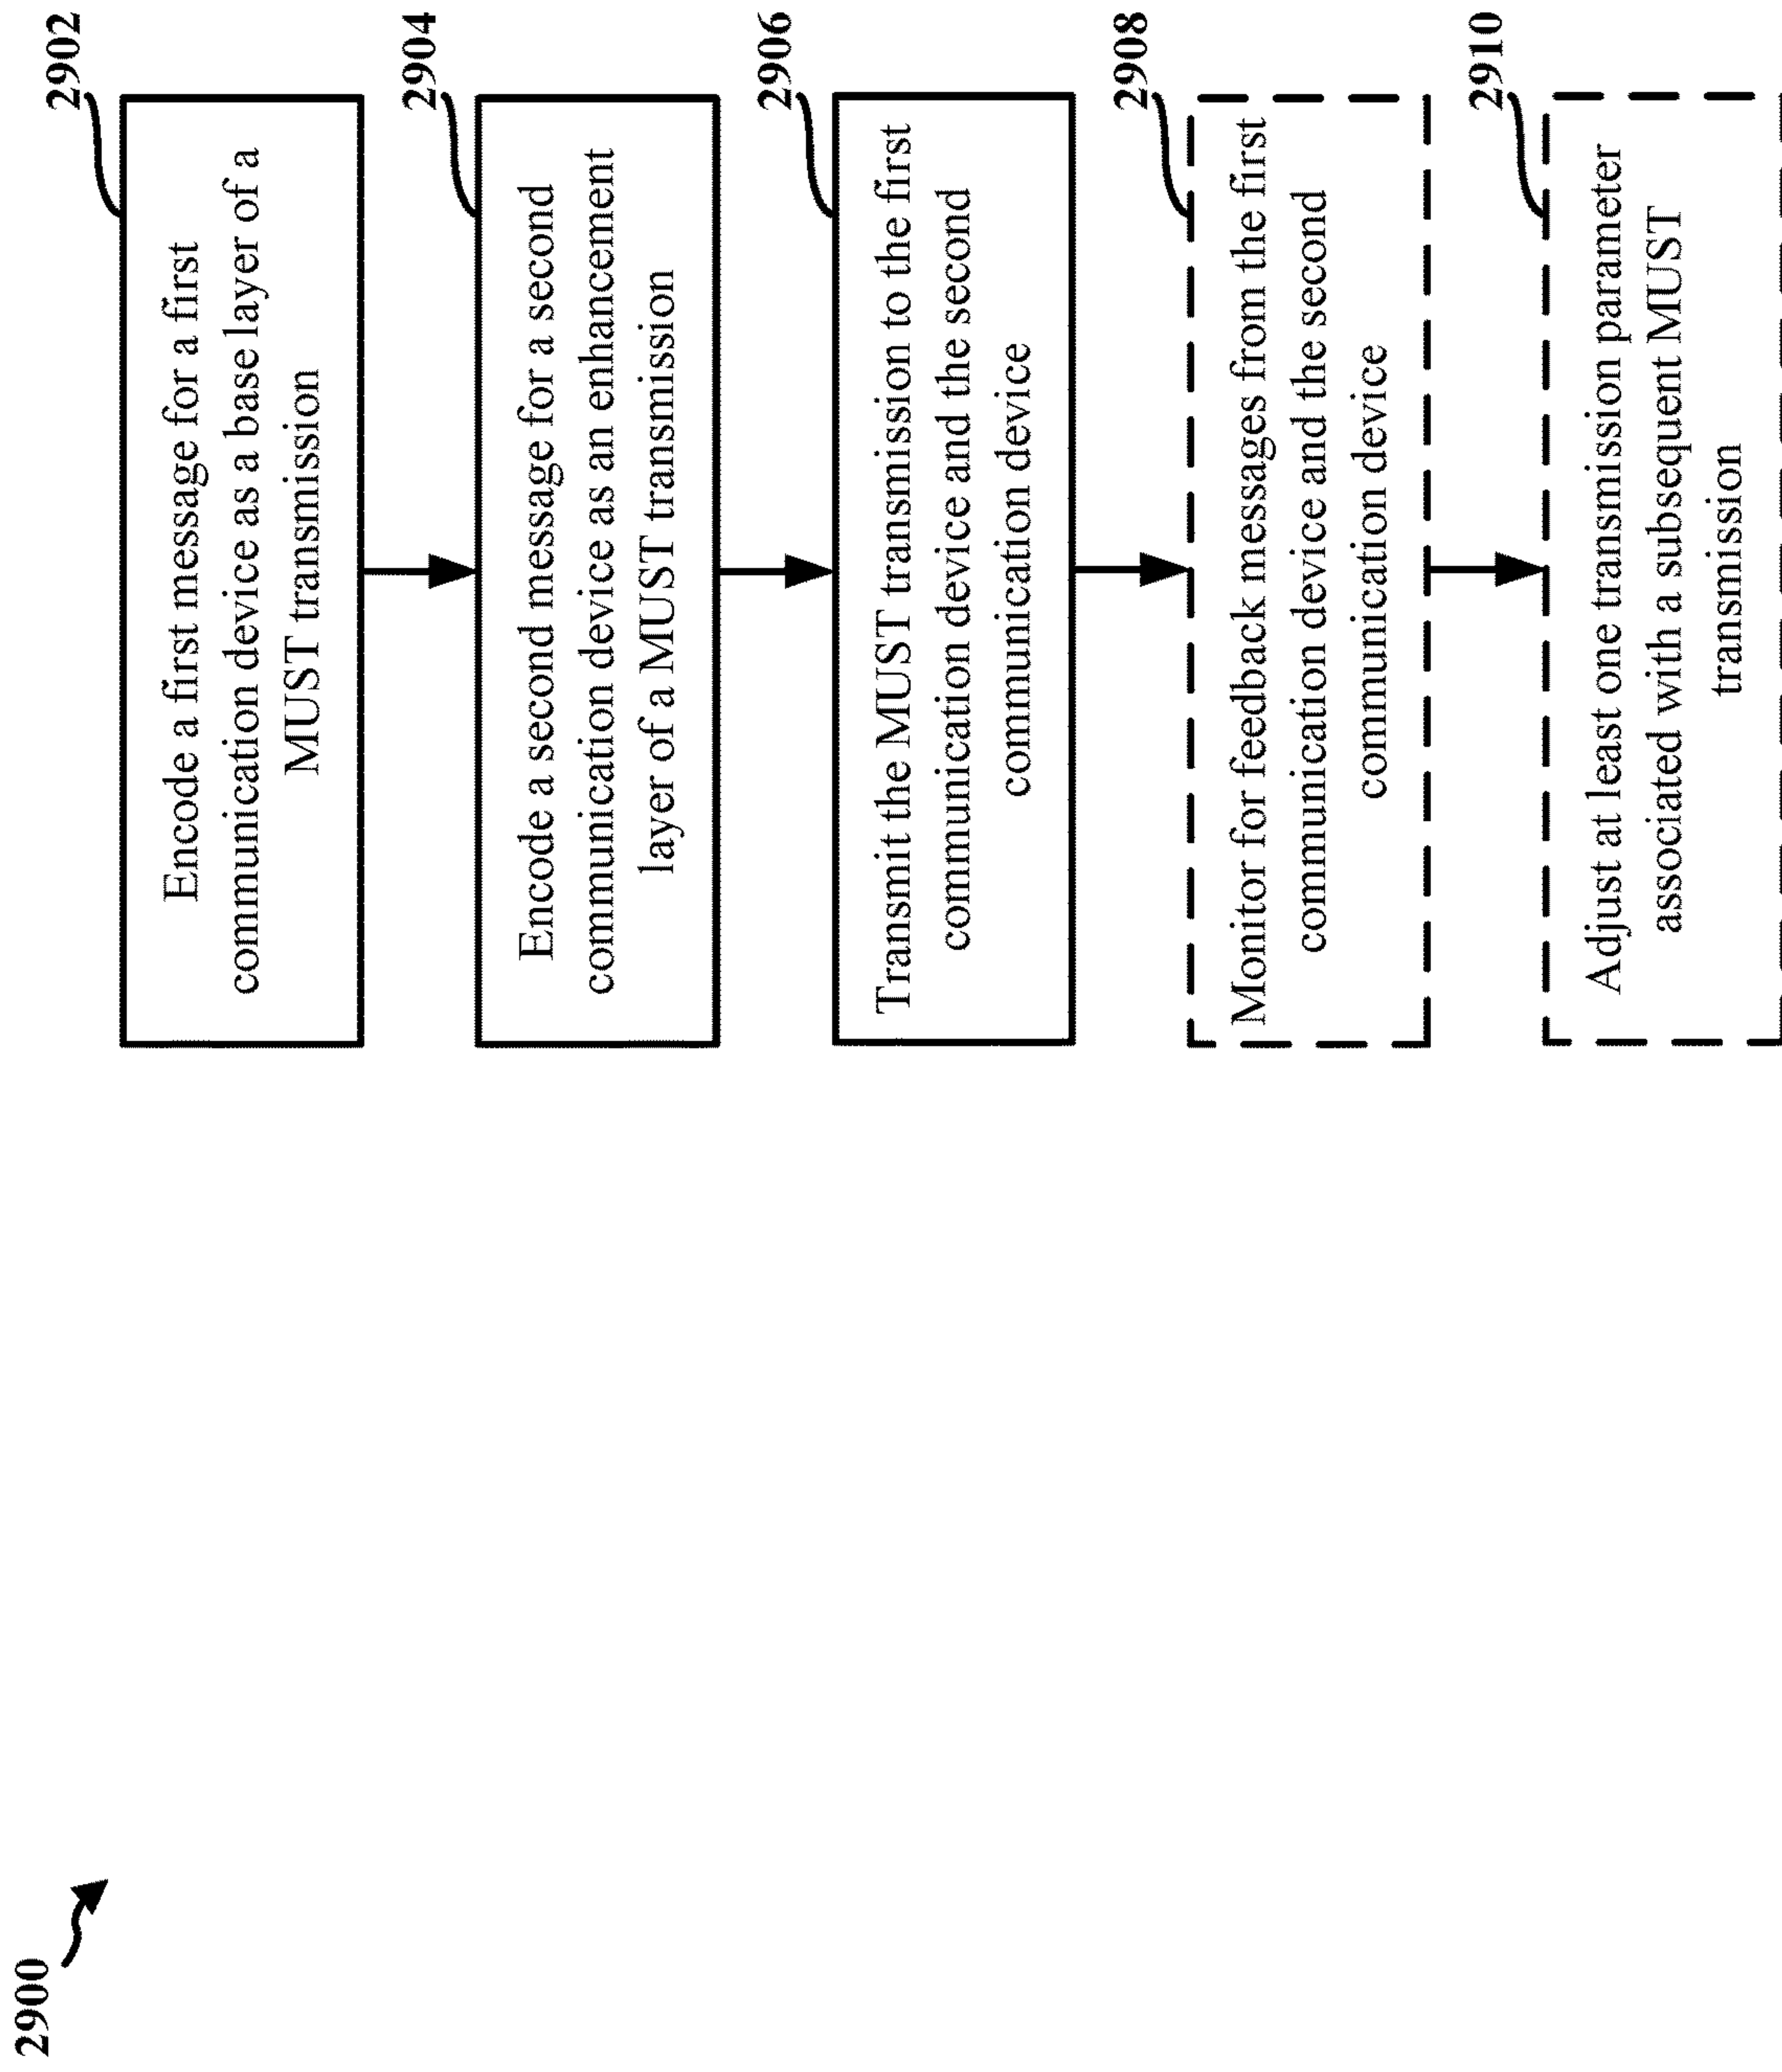 2900
2902
Encode a first message for a first
communication device as a base layer of a
MUST transmission
2904
Encode a second message for a second
communication device as an enhancement
layer of a MUST transmission
2906
Transmit the MUST transmission to the first
communication device and the second
communication device
2908
Monitor for feedback messages from the first
communication device and the second
communication device
2910
Adjust at least one transmission parameter
associated with a subsequent MUST
transmission